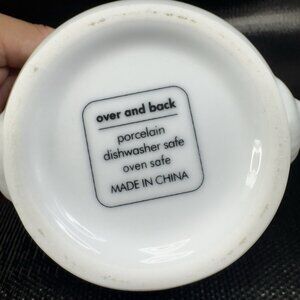 over and back
porcelain
dishwasher safe
oven safe
MADE IN CHINA